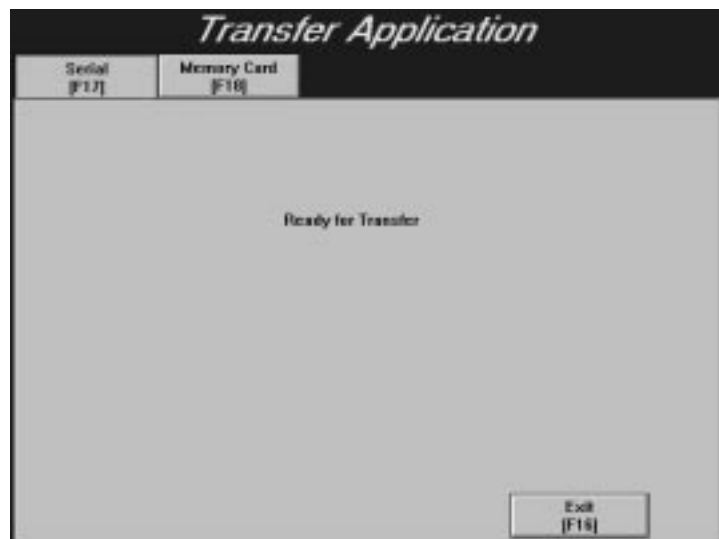 Transfer Application
Serial
[F17]
Memory Card
[F18]
Ready for Transfer
Exit
[F16]